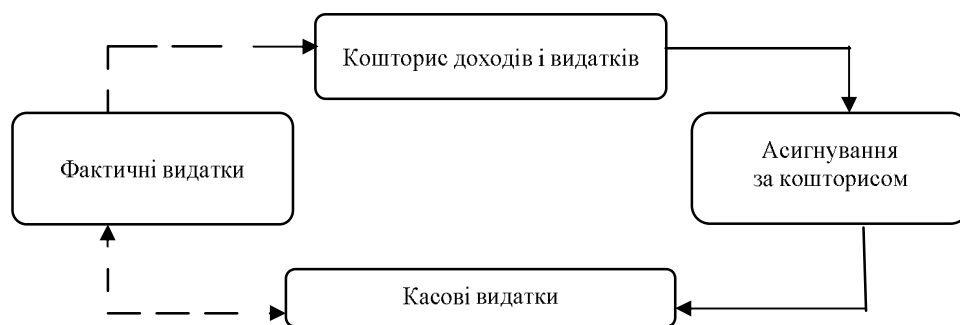 Кошторис доходів і видатків
Фактичні видатки
Асигнування
за кошторисом
Касові видатки